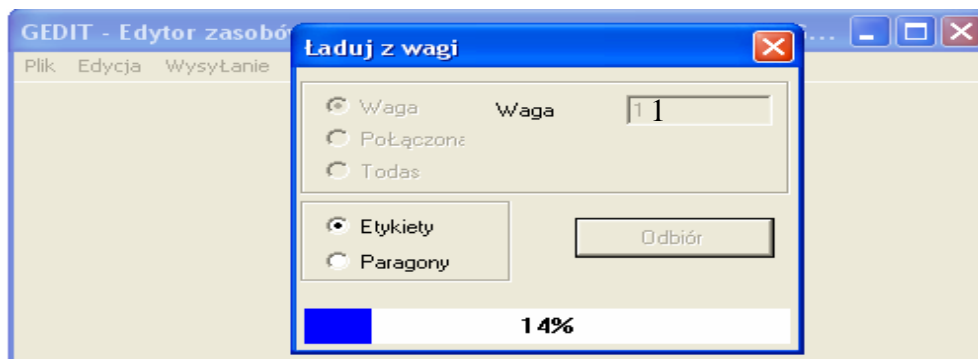 GEDIT - Edytor zasobó
Ładuj z wagi
Plik Edycja Wysyłanie
Waga
Waga
1 1
Połączona
Todas
Etykiety
Odbiór
Paragony
14%